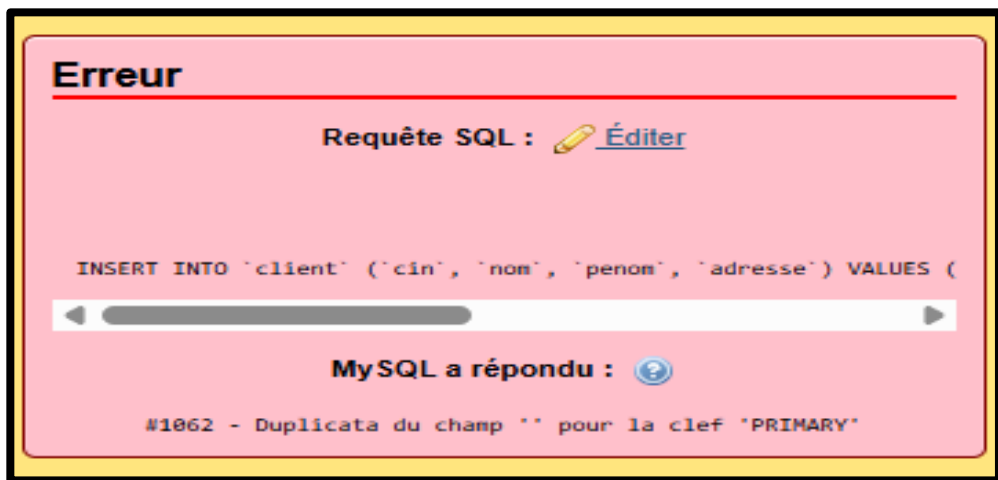 Erreur
Requête SQL : Éditer
INSERT INTO `client` (`cin`, `nom`, `penom`, `adresse`) VALUES (
MySQL a répondu :
#1062 - Duplicata du champ '' pour la clef 'PRIMARY'